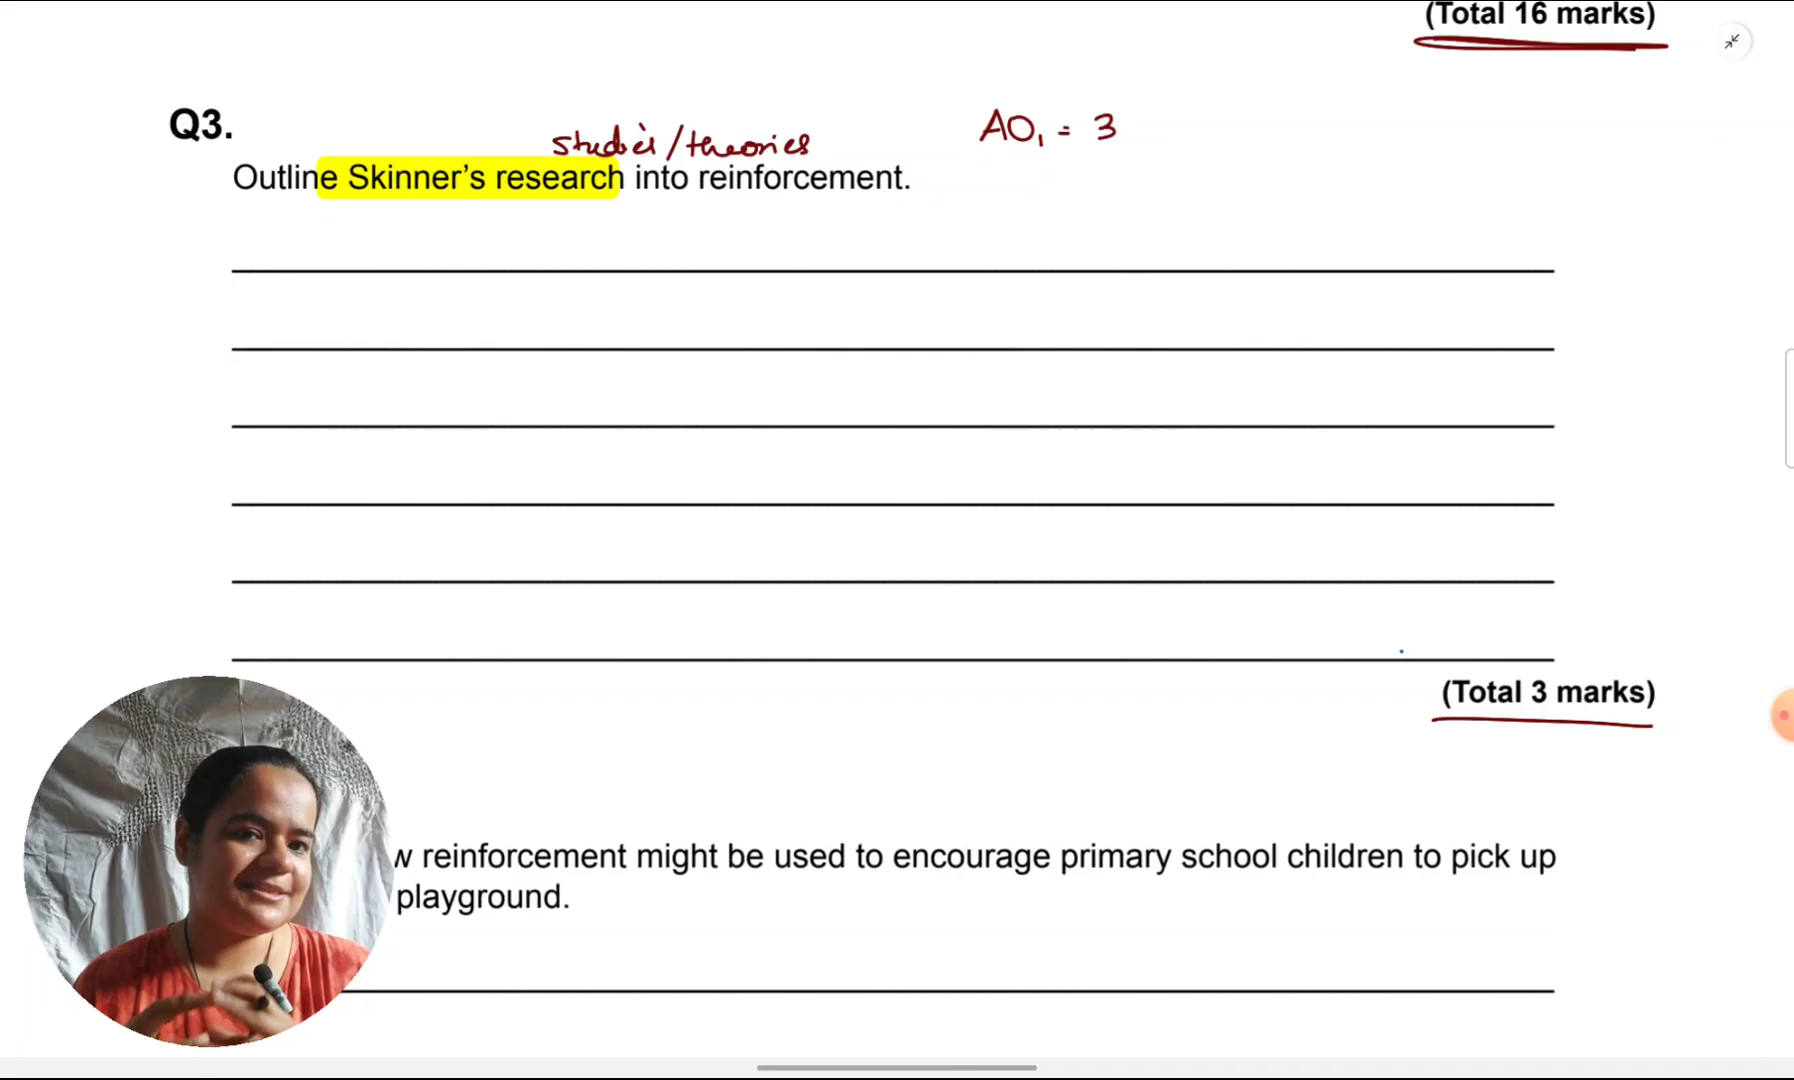 (Total 16 marks)
Q3.
studies/theories AO1 = 3
Outline Skinner's research into reinforcement.
(Total 3 marks)
reinforcement might be used to encourage primary school children to pick up
playground.